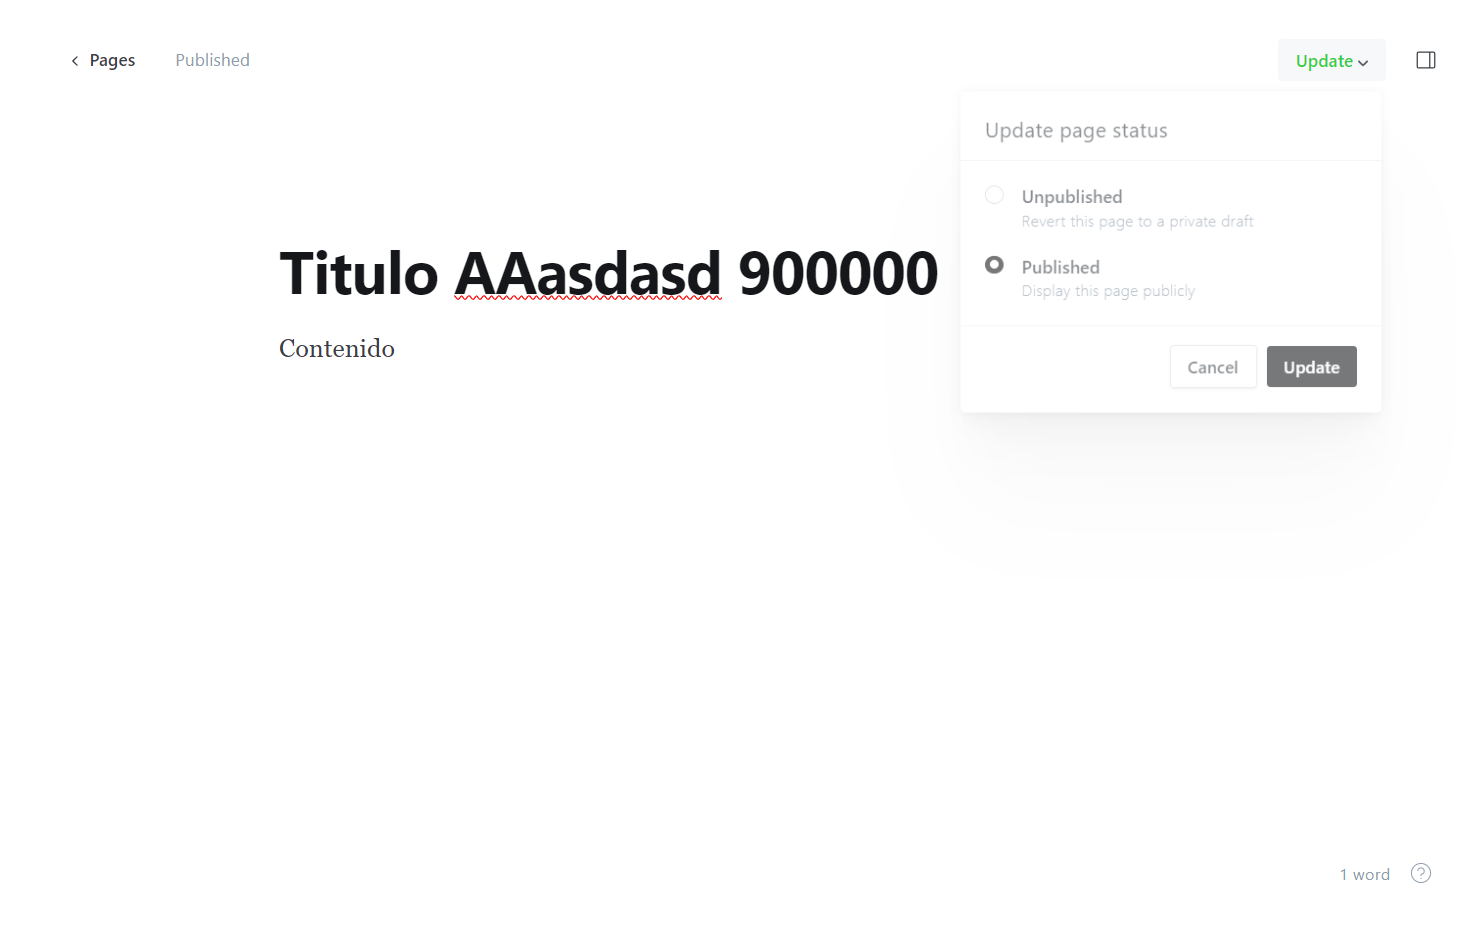 Pages
Published
Update
Update page status
Unpublished
Revert this page to a private draft
Published
Display this page publicly
Cancel
Update
Titulo AAasdasd 900000
Contenido
1 word
?